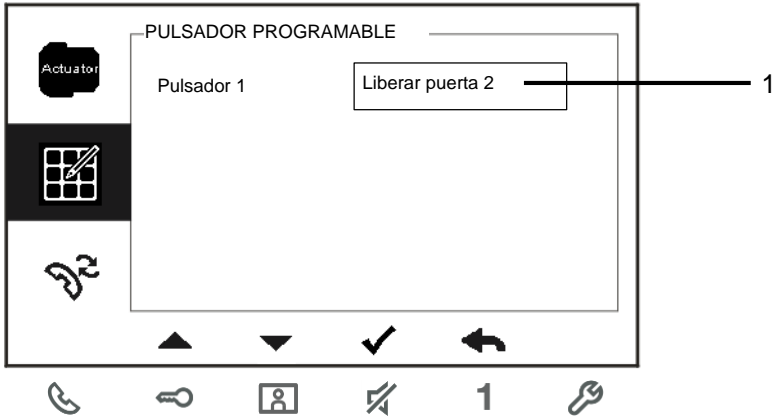 PULSADOR PROGRAMABLE
Actuator
Pulsador 1
Liberar puerta 2
1
1